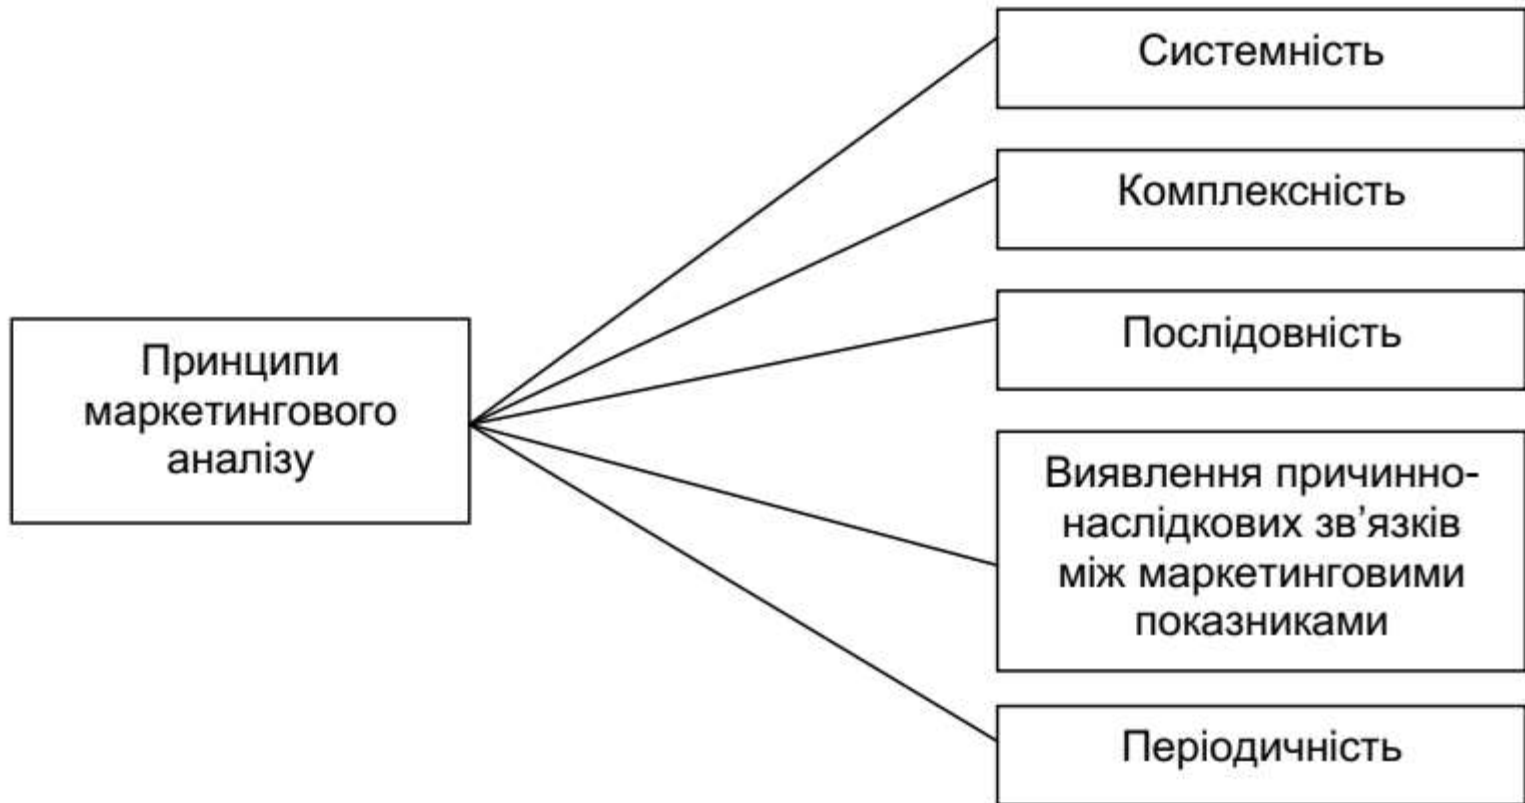 Системність
Комплексність
Послідовність
Принципи
маркетингового
аналізу
Виявлення причинно-
наслідкових зв’язків
між маркетинговими
показниками
Періодичність